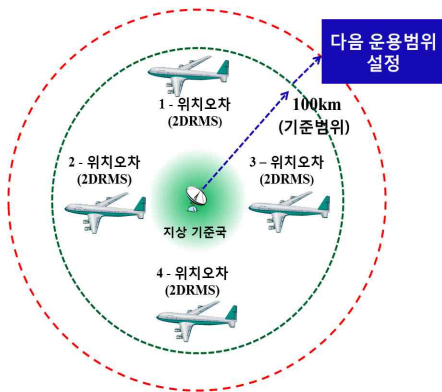 다음 운용범위
설정
1 - 위치오차
(2DRMS)
100km
(기준범위)
2 - 위치오차
(2DRMS)
3 – 위치오차
(2DRMS)
지상 기준국
4 - 위치오차
(2DRMS)